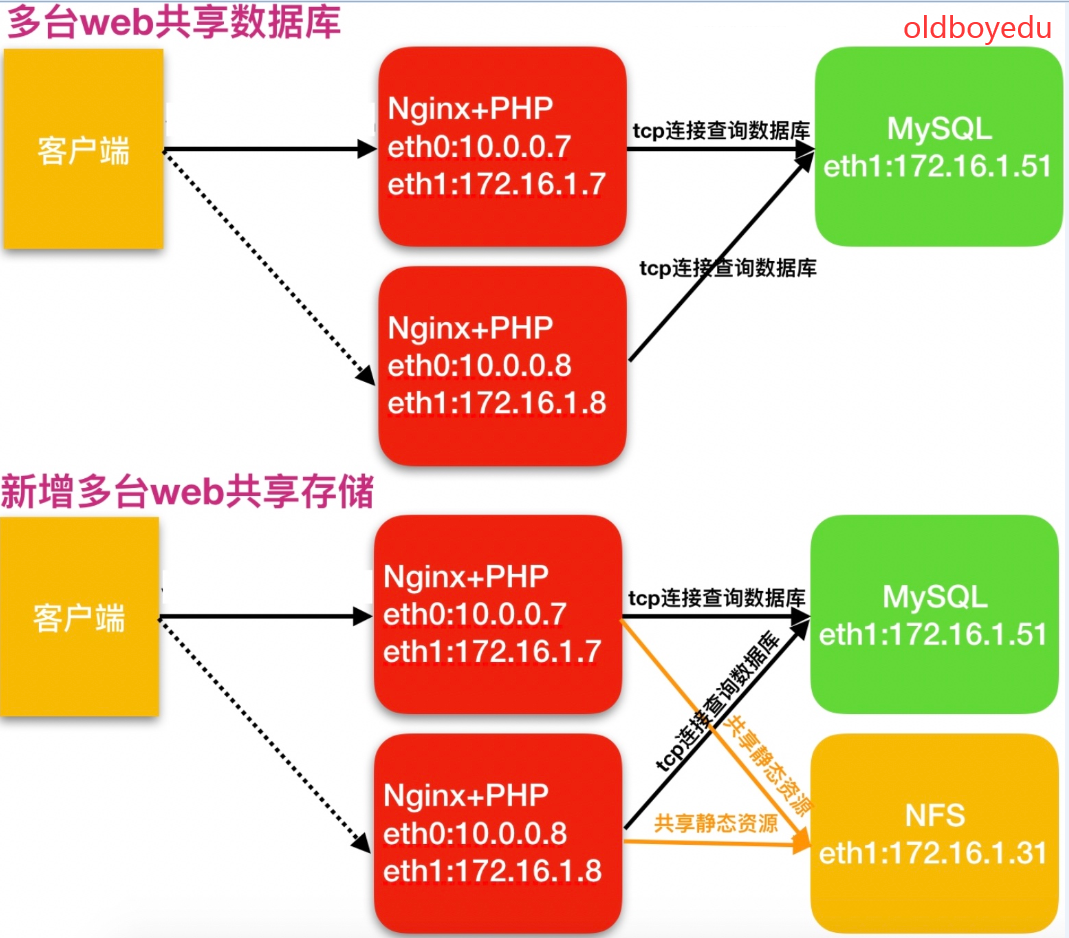 多台web共享数据库
oldboyedu
客户端
Nginx+PHP
eth0:10.0.0.7
eth1:172.16.1.7
tcp连接查询数据库
MySQL
eth1:172.16.1.51
tcp连接查询数据库
Nginx+PHP
eth0:10.0.0.8
eth1:172.16.1.8
新增多台web共享存储
客户端
Nginx+PHP
eth0:10.0.0.7
eth1:172.16.1.7
tcp连接查询数据库
MySQL
eth1:172.16.1.51
tcp连接查询数据库
共享静态资源
Nginx+PHP
eth0:10.0.0.8
eth1:172.16.1.8
共享静态资源
NFS
eth1:172.16.1.31